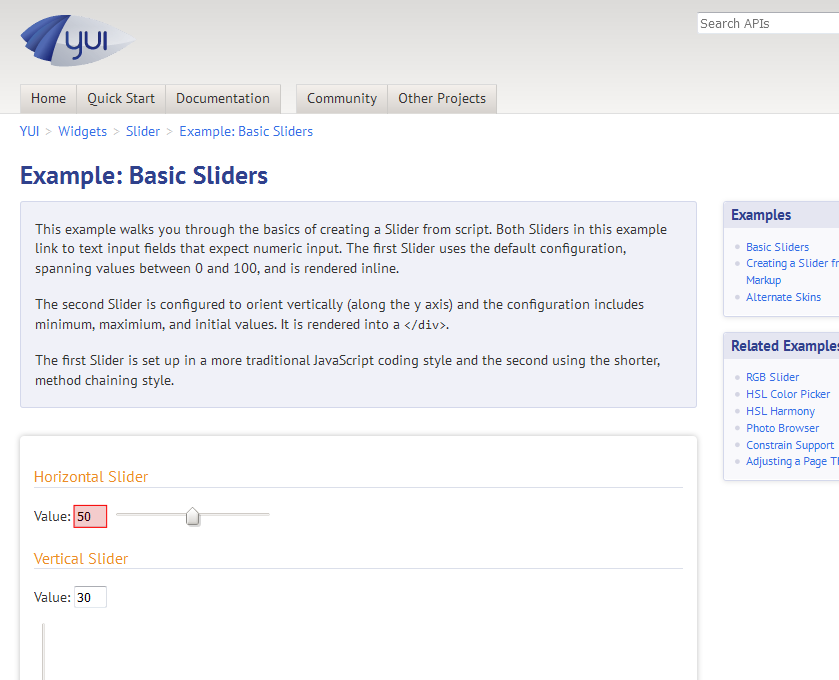 YUI
Search APIs
Home
Quick Start
Documentation
Community
Other Projects
YUI > Widgets > Slider > Example: Basic Sliders
Example: Basic Sliders
This example walks you through the basics of creating a Slider from script. Both Sliders in this example
link to text input fields that expect numeric input. The first Slider uses the default configuration,
spanning values between 0 and 100, and is rendered inline.
The second Slider is configured to orient vertically (along the y axis) and the configuration includes
minimum, maximium, and initial values. It is rendered into a </div>.
The first Slider is set up in a more traditional JavaScript coding style and the second using the shorter,
method chaining style.
Horizontal Slider
Value: 50
Vertical Slider
Value: 30
Examples
Basic Sliders
Creating a Slider fr
Markup
Alternate Skins
Related Examples
RGB Slider
HSL Color Picker
HSL Harmony
Photo Browser
Constrain Support
Adjusting a Page